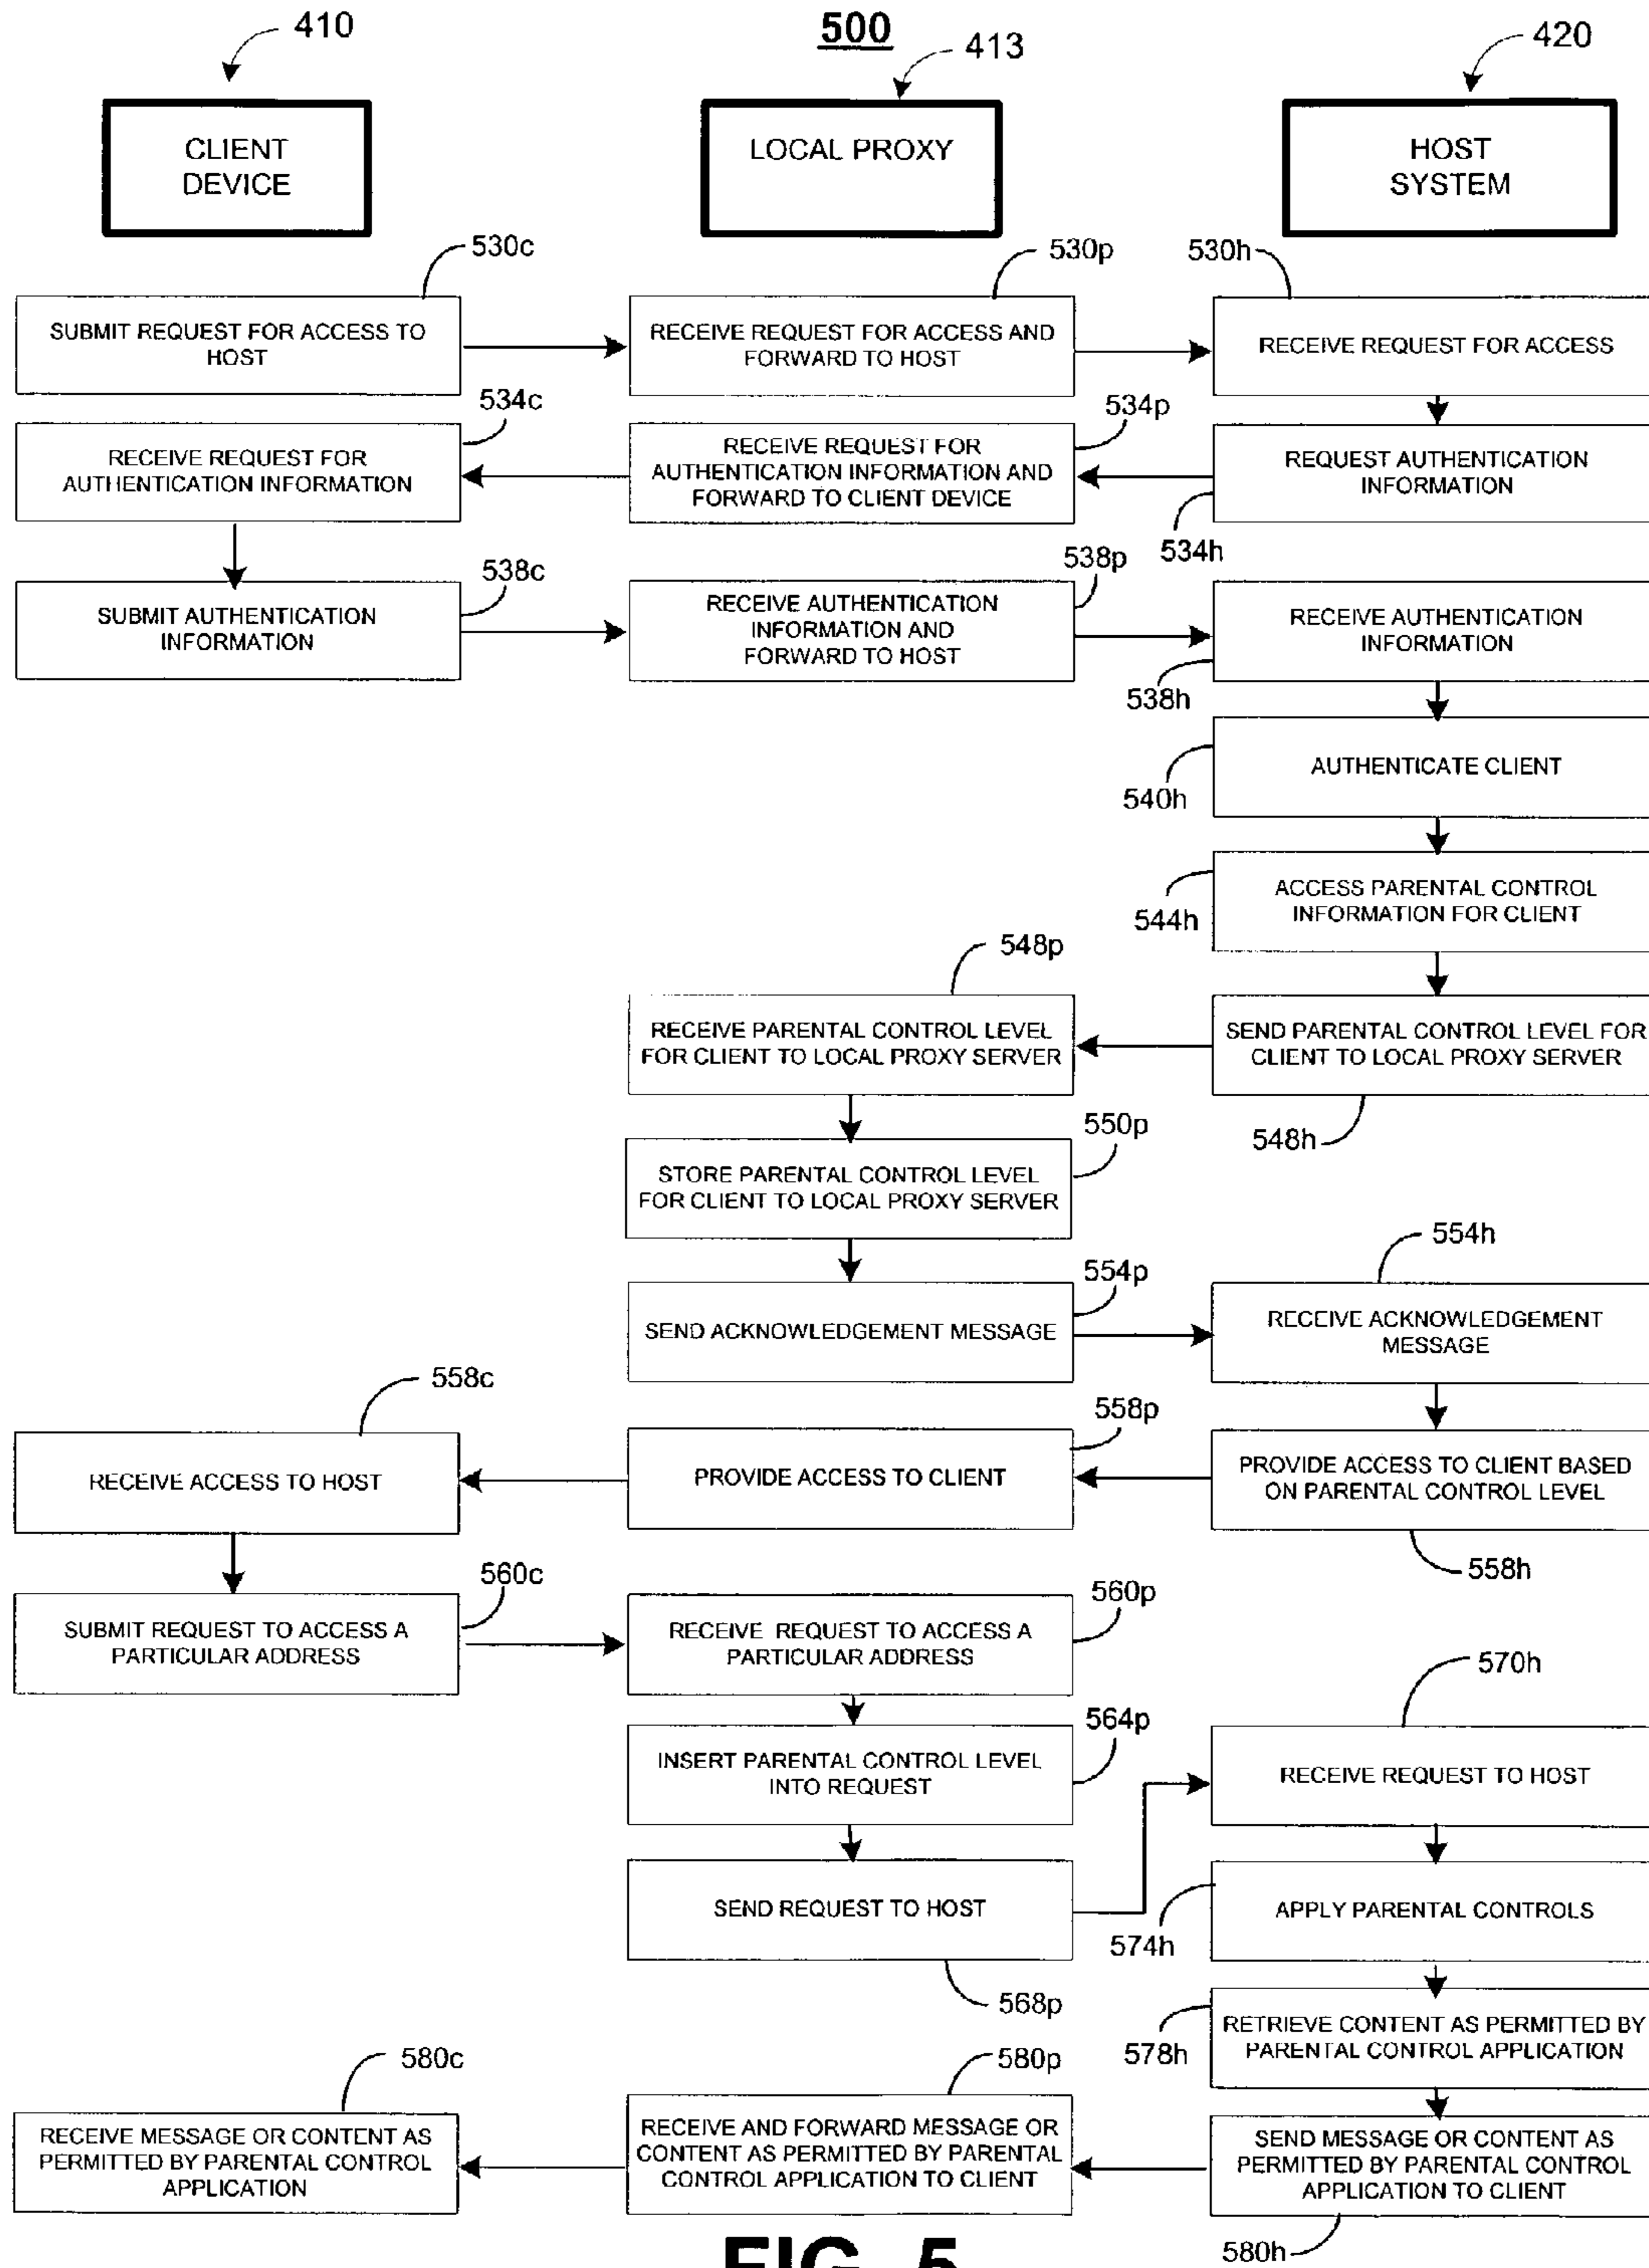 500
410
413
420
CLIENT
DEVICE
LOCAL PROXY
HOST
SYSTEM
530c
530p
530h
SUBMIT REQUEST FOR ACCESS TO
HOST
RECEIVE REQUEST FOR ACCESS AND
FORWARD TO HOST
RECEIVE REQUEST FOR ACCESS
534c
534p
RECEIVE REQUEST FOR
AUTHENTICATION INFORMATION
RECEIVE REQUEST FOR
AUTHENTICATION INFORMATION AND
FORWARD TO CLIENT DEVICE
REQUEST AUTHENTICATION
INFORMATION
534h
538c
538p
SUBMIT AUTHENTICATION
INFORMATION
RECEIVE AUTHENTICATION
INFORMATION AND
FORWARD TO HOST
RECEIVE AUTHENTICATION
INFORMATION
538h
AUTHENTICATE CLIENT
540h
ACCESS PARENTAL CONTROL
INFORMATION FOR CLIENT
544h
548p
RECEIVE PARENTAL CONTROL LEVEL
FOR CLIENT TO LOCAL PROXY SERVER
SEND PARENTAL CONTROL LEVEL FOR
CLIENT TO LOCAL PROXY SERVER
548h
550p
STORE PARENTAL CONTROL LEVEL
FOR CLIENT TO LOCAL PROXY SERVER
554h
554p
SEND ACKNOWLEDGEMENT MESSAGE
RECEIVE ACKNOWLEDGEMENT
MESSAGE
558c
558p
RECEIVE ACCESS TO HOST
PROVIDE ACCESS TO CLIENT
PROVIDE ACCESS TO CLIENT BASED
ON PARENTAL CONTROL LEVEL
558h
560c
560p
SUBMIT REQUEST TO ACCESS A
PARTICULAR ADDRESS
RECEIVE REQUEST TO ACCESS A
PARTICULAR ADDRESS
570h
564p
INSERT PARENTAL CONTROL LEVEL
INTO REQUEST
RECEIVE REQUEST TO HOST
SEND REQUEST TO HOST
APPLY PARENTAL CONTROLS
574h
568p
RETRIEVE CONTENT AS PERMITTED BY
PARENTAL CONTROL APPLICATION
578h
580c
580p
RECEIVE MESSAGE OR CONTENT AS
PERMITTED BY PARENTAL CONTROL
APPLICATION
RECEIVE AND FORWARD MESSAGE OR
CONTENT AS PERMITTED BY PARENTAL
CONTROL APPLICATION TO CLIENT
SEND MESSAGE OR CONTENT AS
PERMITTED BY PARENTAL CONTROL
APPLICATION TO CLIENT
580h
FIG. 5